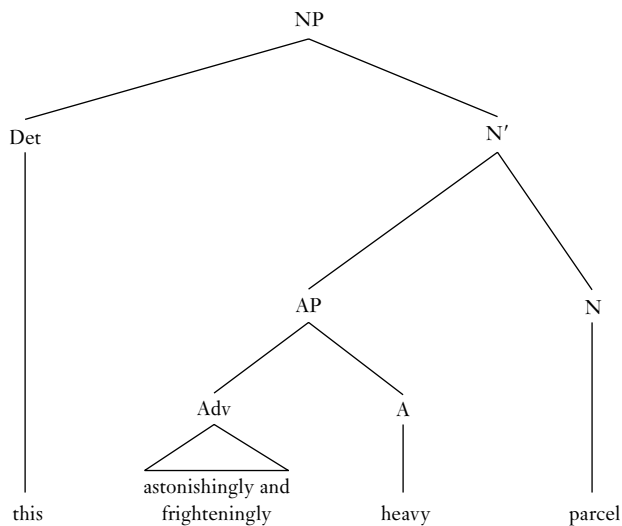 NP
Det
N′
AP
N
Adv
A
astonishingly and
this
frighteningly
heavy
parcel